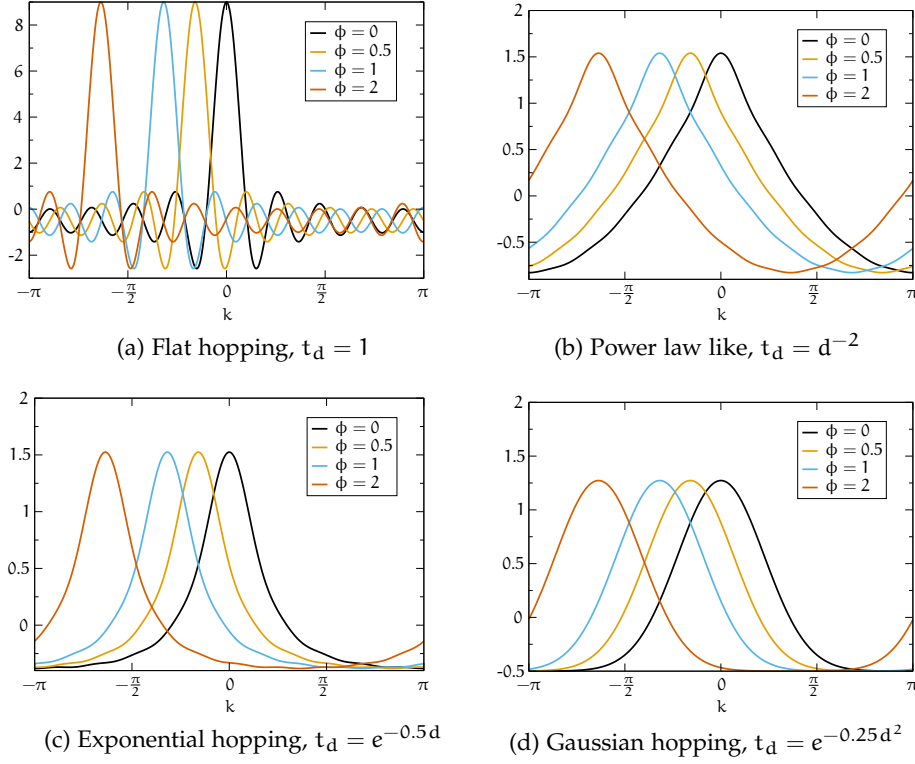 8
6
4
2
0
-2
ϕ = 0
ϕ = 0.5
ϕ = 1
ϕ = 2
−π
−π/2
0
π/2
π
k
(a) Flat hopping, t_d = 1
2
1.5
1
0.5
0
-0.5
ϕ = 0
ϕ = 0.5
ϕ = 1
ϕ = 2
−π
−π/2
0
π/2
π
k
(b) Power law like, t_d = d^−2
2
1.5
1
0.5
0
ϕ = 0
ϕ = 0.5
ϕ = 1
ϕ = 2
−π
−π/2
0
π/2
π
k
(c) Exponential hopping, t_d = e^−0.5d
2
1.5
1
0.5
0
-0.5
ϕ = 0
ϕ = 0.5
ϕ = 1
ϕ = 2
−π
−π/2
0
π/2
π
k
(d) Gaussian hopping, t_d = e^−0.25d²